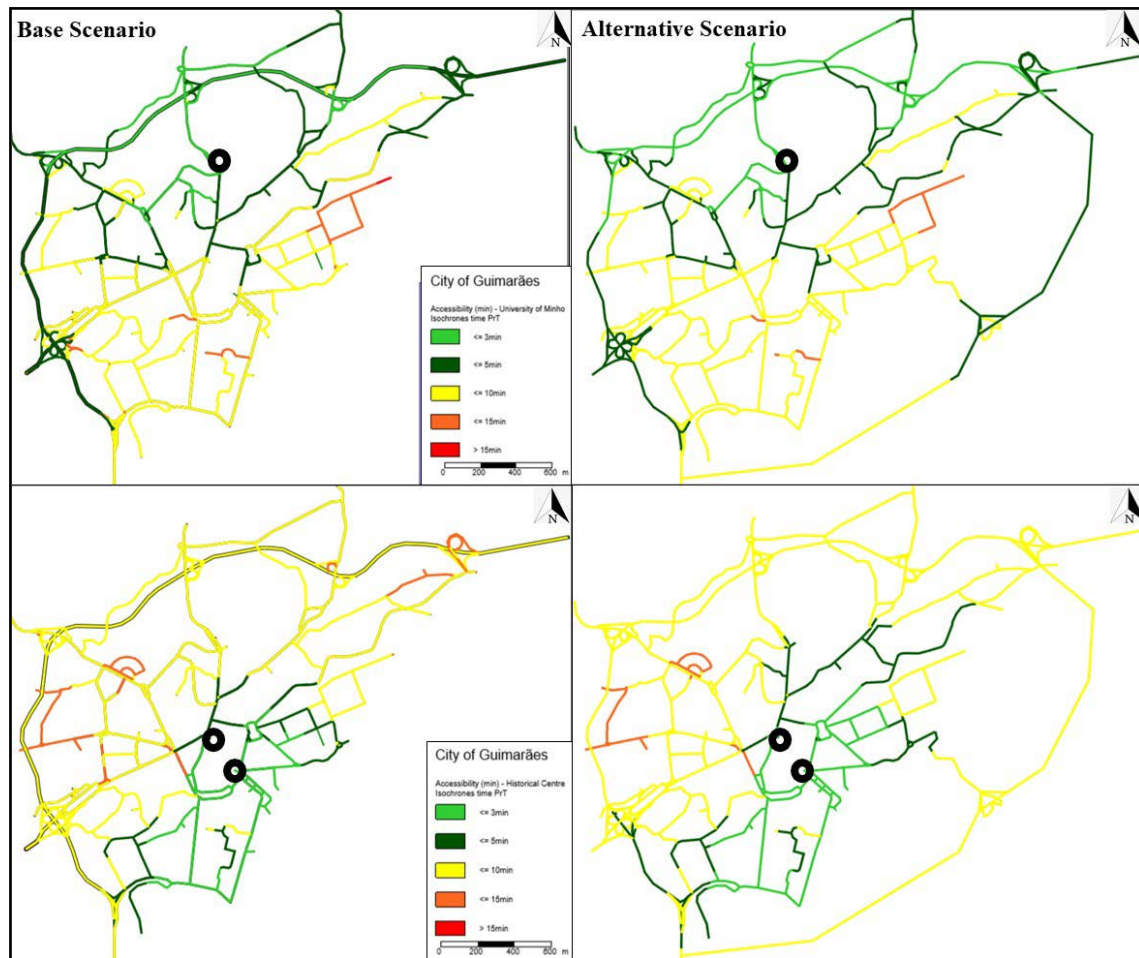 Base Scenario
N
Alternative Scenario
N
City of Guimarães
Accessibility (min) - University of Minho
Isochrones time PrT
<= 3min
<= 5min
<= 10min
<= 15min
> 15min
0 200 400 600 m
N
N
City of Guimarães
Accessibility (min) - Historical Centre
Isochrones time PrT
<= 3min
<= 5min
<= 10min
<= 15min
> 15min
0 200 400 600 m